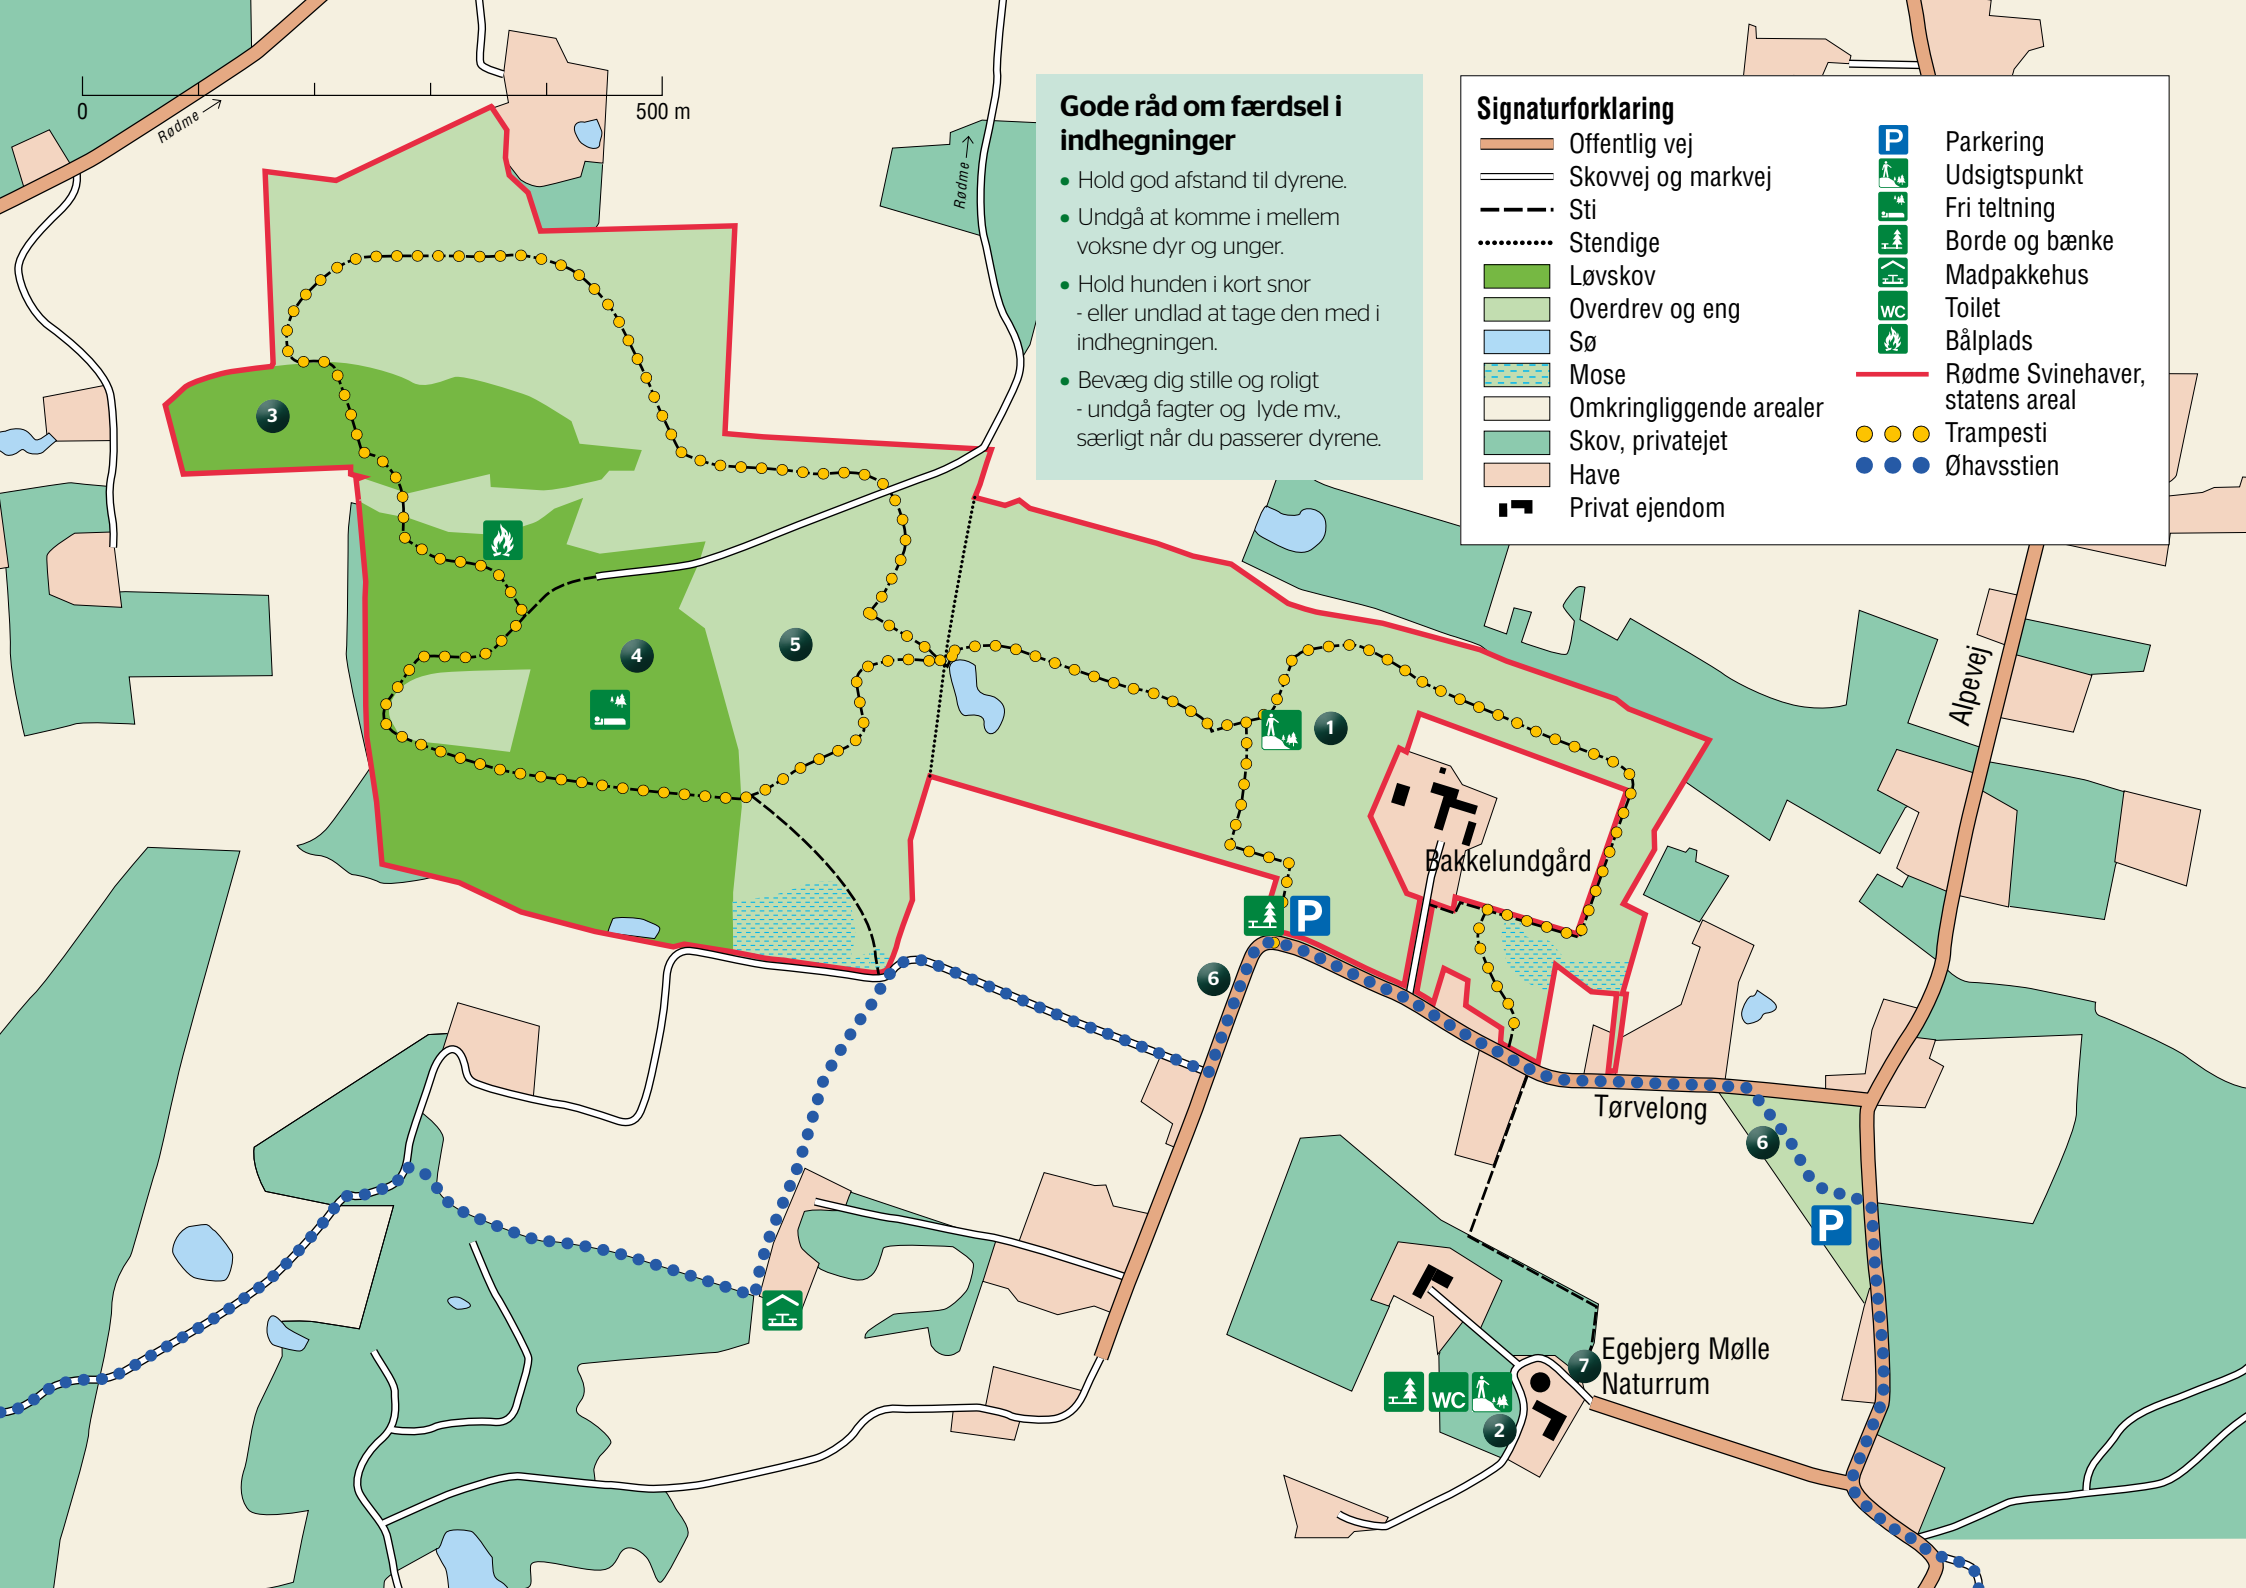 0
500 m
Rødme
Rødme
Gode råd om færdsel i
indhegninger
• Hold god afstand til dyrene.
• Undgå at komme i mellem
voksne dyr og unger.
• Hold hunden i kort snor
- eller undlad at tage den med i
indhegningen.
• Bevæg dig stille og roligt
- undgå fagter og lyde mv.,
særligt når du passerer dyrene.
Signaturforklaring
Offentlig vej
Skovvej og markvej
Sti
Stendige
Løvskov
Overdrev og eng
Sø
Mose
Omkringliggende arealer
Skov, privatejet
Have
Privat ejendom
P Parkering
Udsigtspunkt
Fri teltning
Borde og bænke
Madpakkehus
WC Toilet
Bålplads
Rødme Svinehaver,
statens areal
Trampesti
Øhavsstien
3
4
5
1
Alpevej
Bakkelundgård
P
6
Tørvelong
6
P
Egebjerg Mølle
Naturrum
7
WC
2